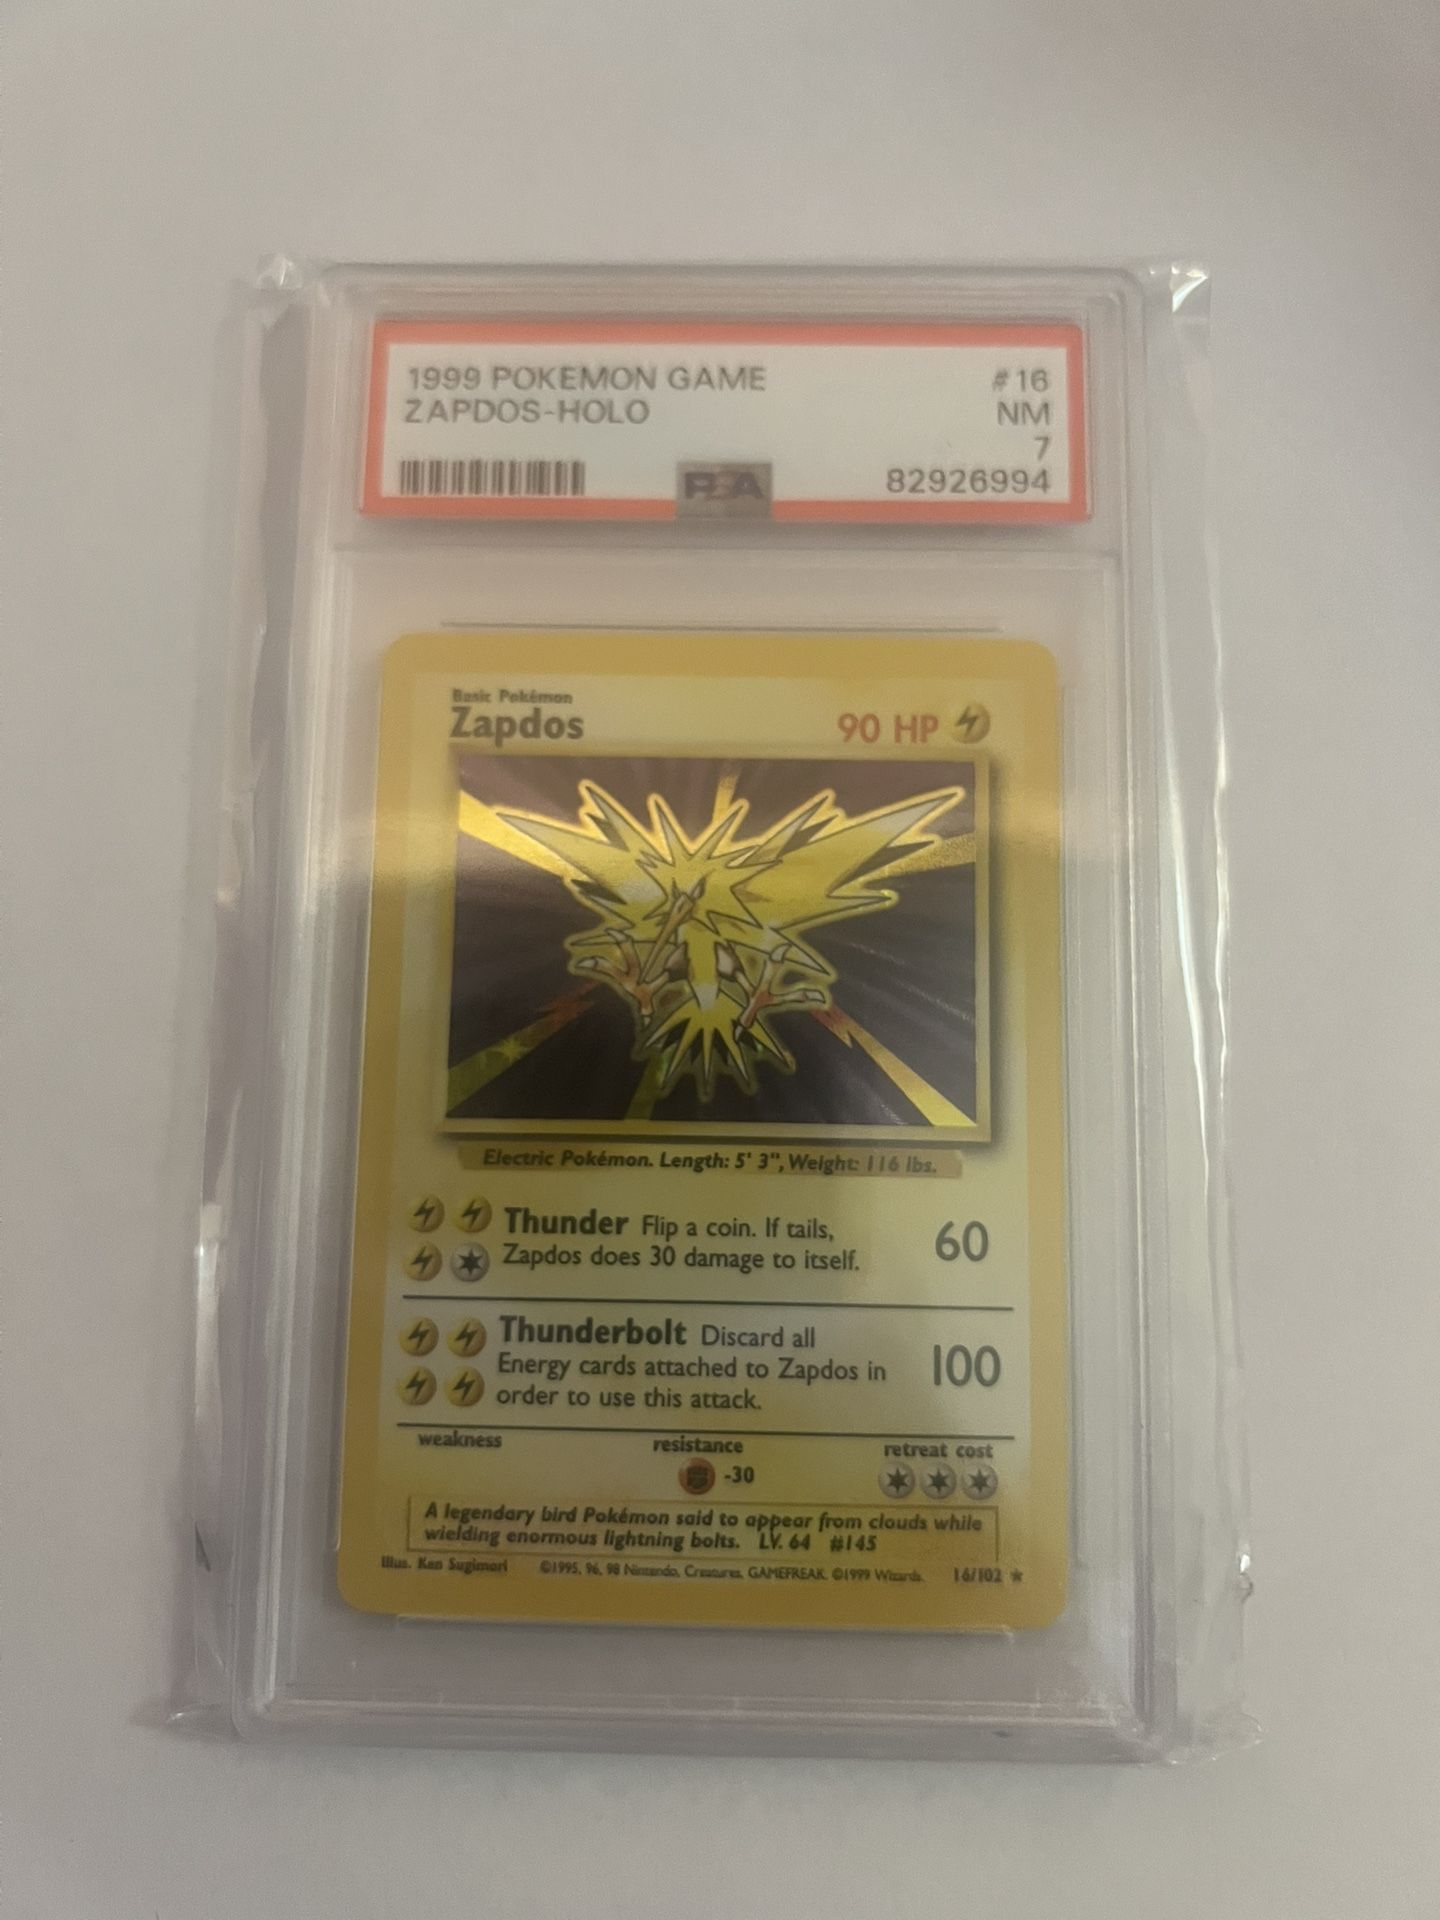 1999 POKEMON GAME #16
ZAPDOS-HOLO NM
7
PSA 82926994
Basic Pokémon
Zapdos 90 HP
Electric Pokémon. Length: 5' 3", Weight: 116 lbs.
Thunder Flip a coin. If tails,
Zapdos does 30 damage to itself. 60
Thunderbolt Discard all
Energy cards attached to Zapdos in
order to use this attack. 100
weakness resistance retreat cost
-30
A legendary bird Pokémon said to appear from clouds while
wielding enormous lightning bolts. LV. 64 #145
Illus. Ken Sugimori ©1995, 96, 98 Nintendo, Creatures, GAMEFREAK. ©1999 Wizards. 16/102 ★